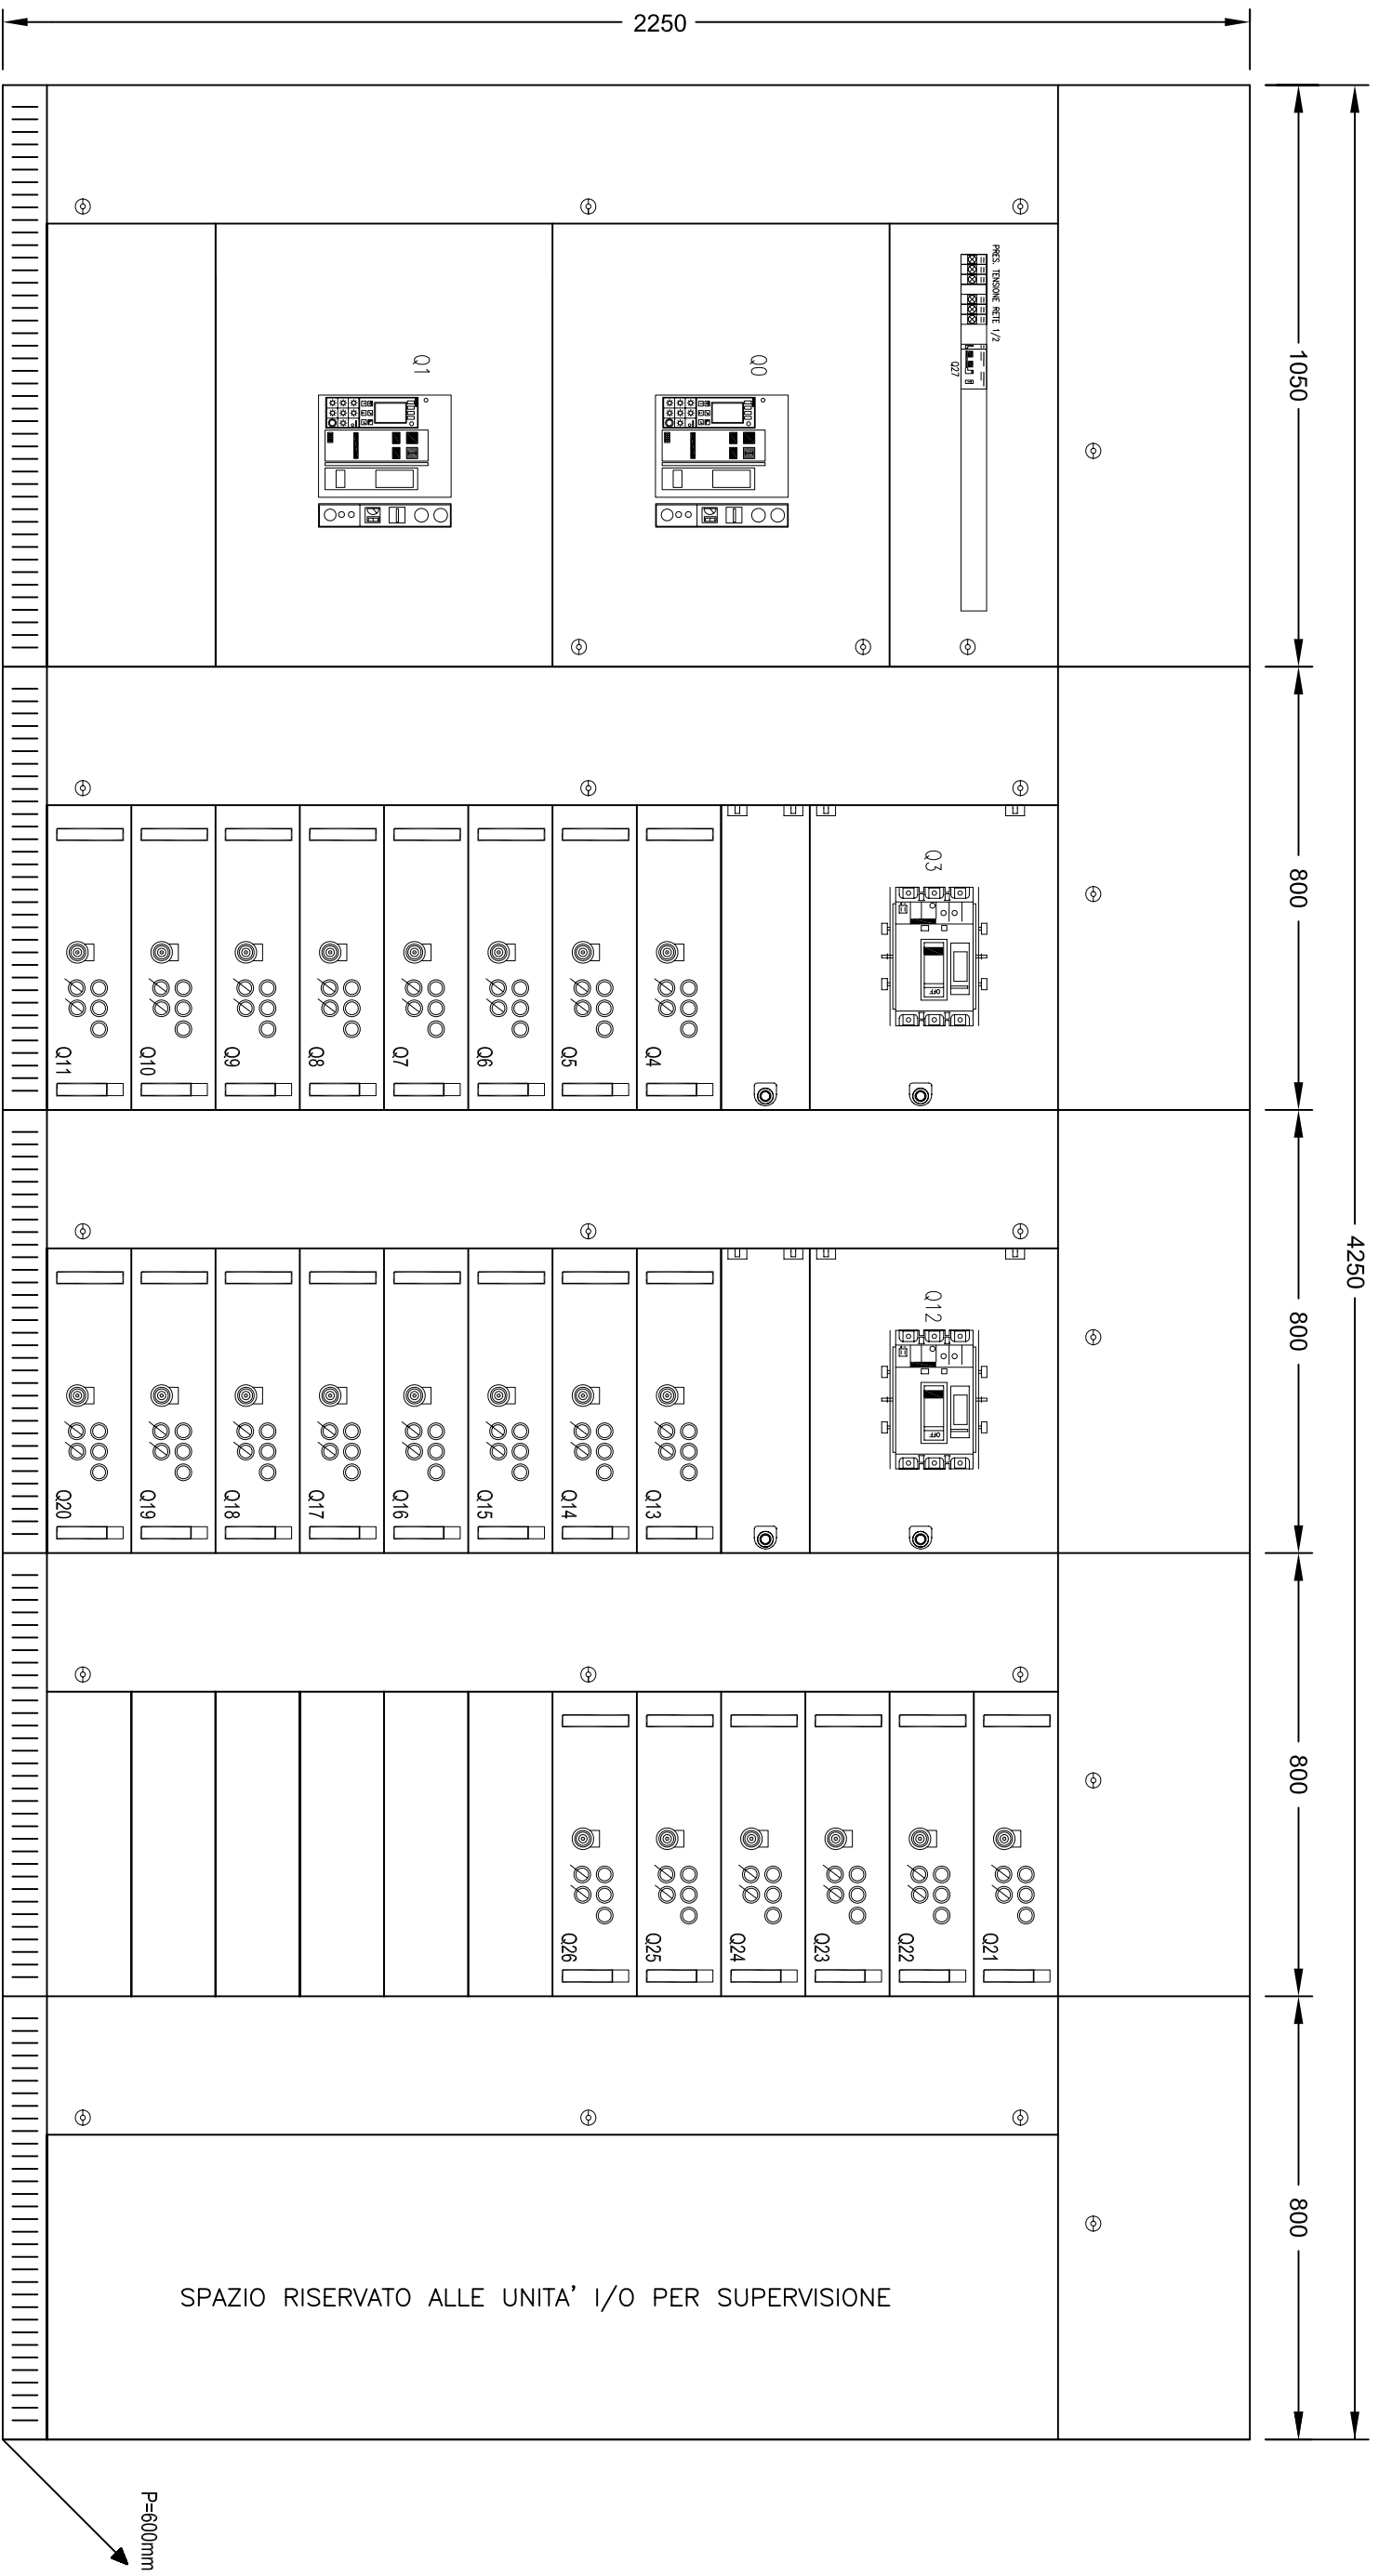 2250
4250
1050
800
800
800
800
PRES. TENSIONE RETE 1/2
Q27
Q0
Q1
Q3
OFF
Q4
Q5
Q6
Q7
Q8
Q9
Q10
Q11
Q12
OFF
Q13
Q14
Q15
Q16
Q17
Q18
Q19
Q20
Q21
Q22
Q23
Q24
Q25
Q26
SPAZIO RISERVATO ALLE UNITA' I/O PER SUPERVISIONE
P=600mm